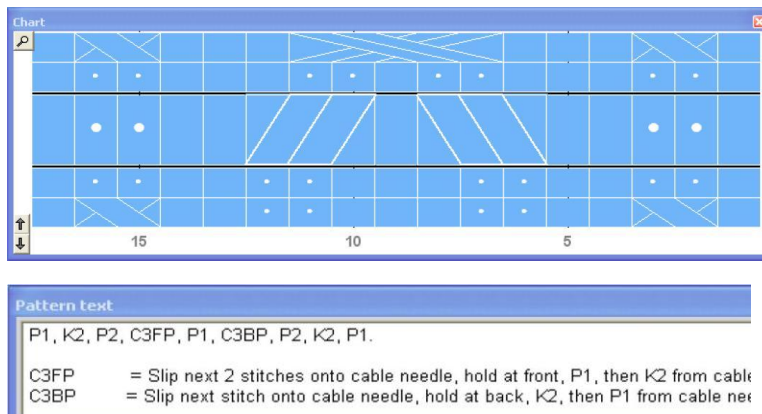 Chart
15 10 5
Pattern text
P1, K2, P2, C3FP, P1, C3BP, P2, K2, P1.
C3FP = Slip next 2 stitches onto cable needle, hold at front, P1, then K2 from cable
C3BP = Slip next stitch onto cable needle, hold at back, K2, then P1 from cable